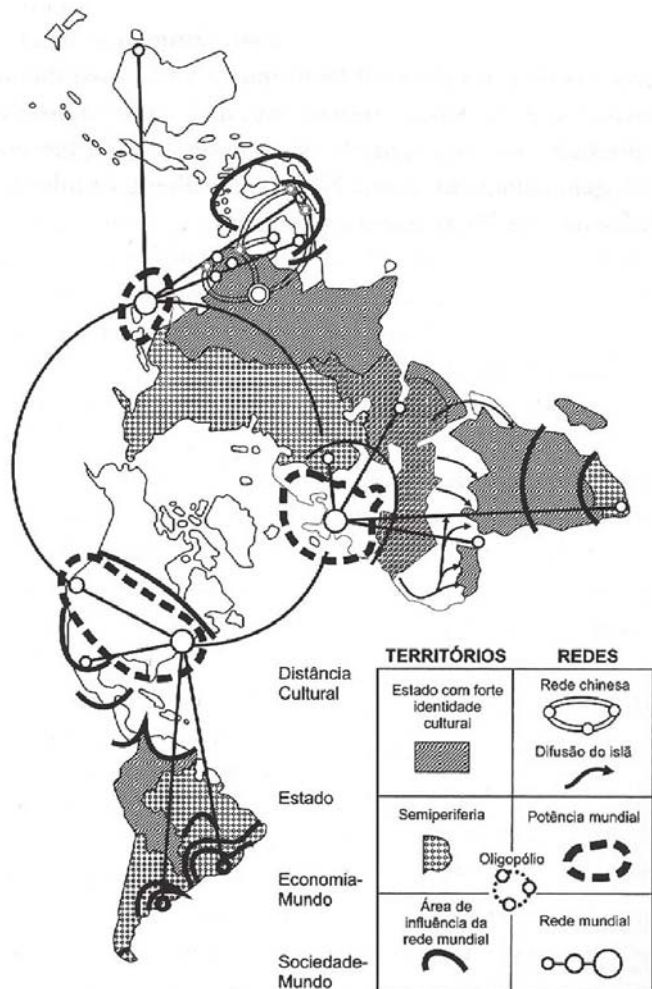 Distância
Cultural
Estado
Economia-
Mundo
Sociedade-
Mundo
TERRITÓRIOS
REDES
Estado com forte
identidade
cultural
Rede chinesa
Difusão do islã
Semiperiferia
Potência mundial
Oligopólio
Área de
influência da
rede mundial
Rede mundial